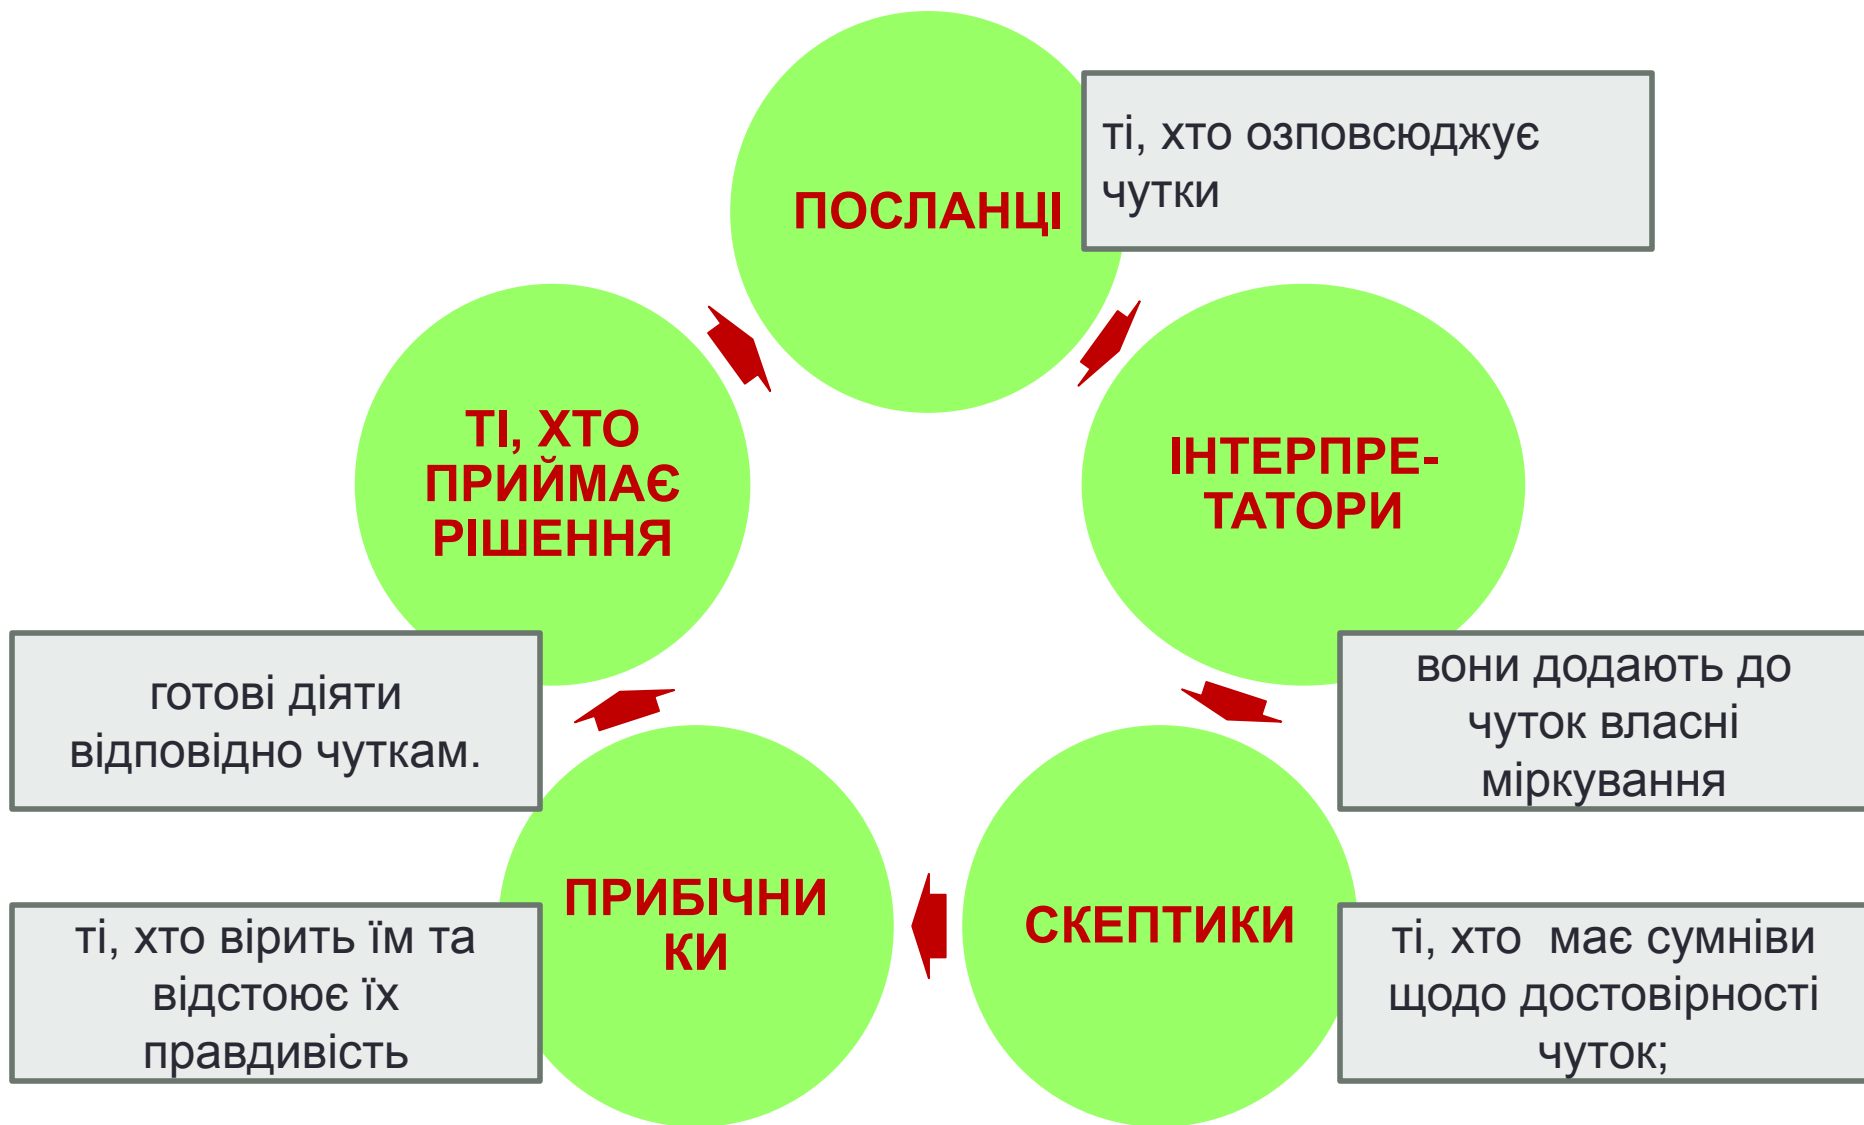 ПОСЛАНЦІ
ті, хто озповсюджує
чутки
ІНТЕРПРЕ-
ТАТОРИ
вони додають до
чуток власні
міркування
СКЕПТИКИ
ті, хто  має сумніви
щодо достовірності
чуток;
ПРИБІЧНИ
КИ
ті, хто вірить їм та
відстоює їх
правдивість
ТІ, ХТО
ПРИЙМАЄ
РІШЕННЯ
готові діяти
відповідно чуткам.